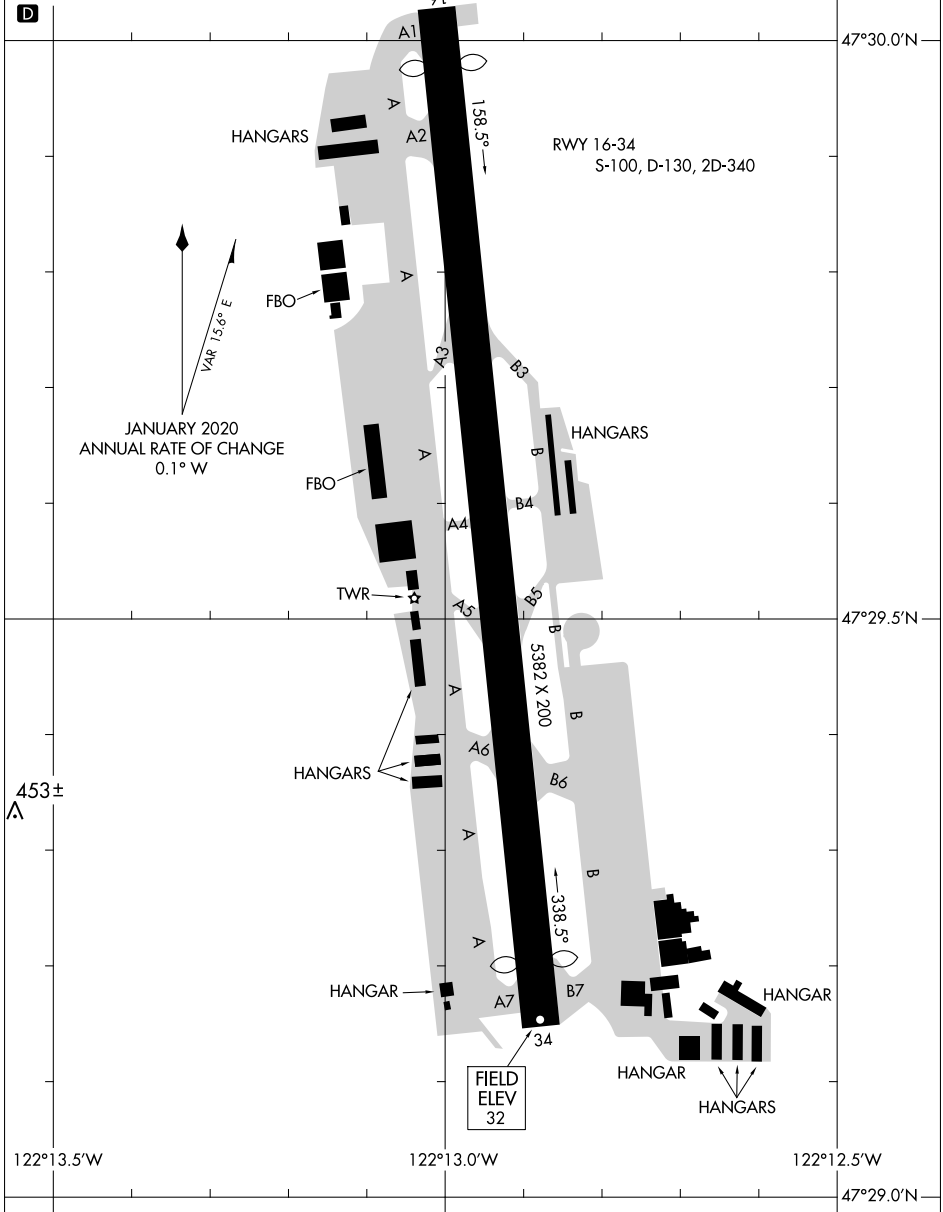 D
A1
47°30.0'N
A
158.5°
HANGARS
A2
RWY 16-34
S-100, D-130, 2D-340
A
FBO
VAR 15.6° E
A3
B3
JANUARY 2020
ANNUAL RATE OF CHANGE
0.1° W
HANGARS
A
B
FBO
B4
A4
TWR
A5
B5
47°29.5'N
B
5382 X 200
A
B
A6
HANGARS
B6
453±
A
B
338.5°
A
HANGAR
A7
B7
HANGAR
34
FIELD
ELEV
32
HANGAR
HANGARS
122°13.5'W
122°13.0'W
122°12.5'W
47°29.0'N